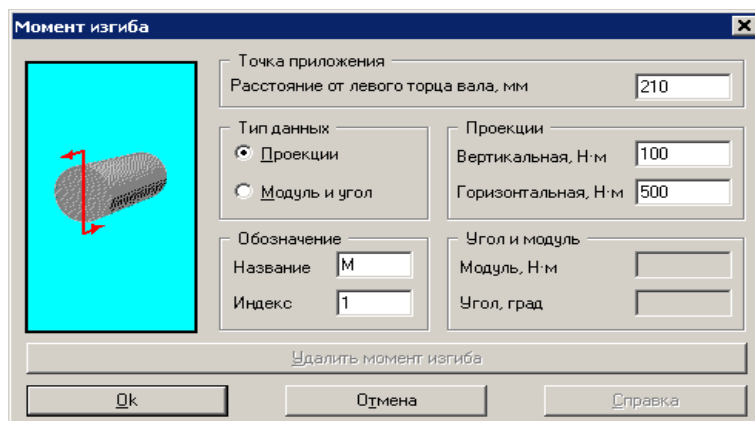 Момент изгиба
Точка приложения
Расстояние от левого торца вала, мм 210
Тип данных
Проекции
Модуль и угол
Проекции
Вертикальная, Н·м 100
Горизонтальная, Н·м 500
Обозначение
Название М
Индекс 1
Угол и модуль
Модуль, Н·м
Угол, град
Удалить момент изгиба
Ok Отмена Справка